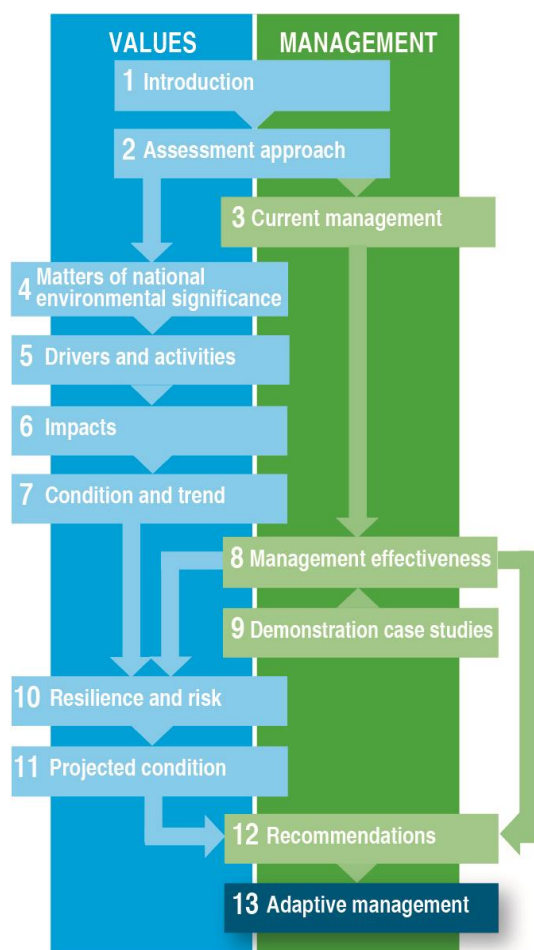 VALUES
MANAGEMENT
1 Introduction
2 Assessment approach
3 Current management
4 Matters of national
environmental significance
5 Drivers and activities
6 Impacts
7 Condition and trend
8 Management effectiveness
9 Demonstration case studies
10 Resilience and risk
11 Projected condition
12 Recommendations
13 Adaptive management